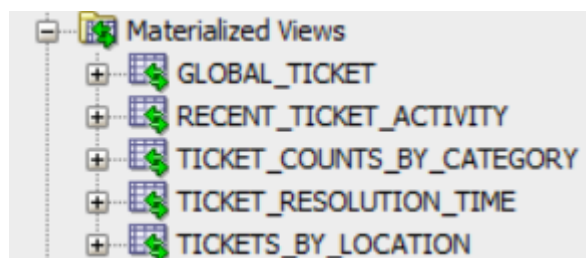 Materialized Views
GLOBAL_TICKET
RECENT_TICKET_ACTIVITY
TICKET_COUNTS_BY_CATEGORY
TICKET_RESOLUTION_TIME
TICKETS_BY_LOCATION